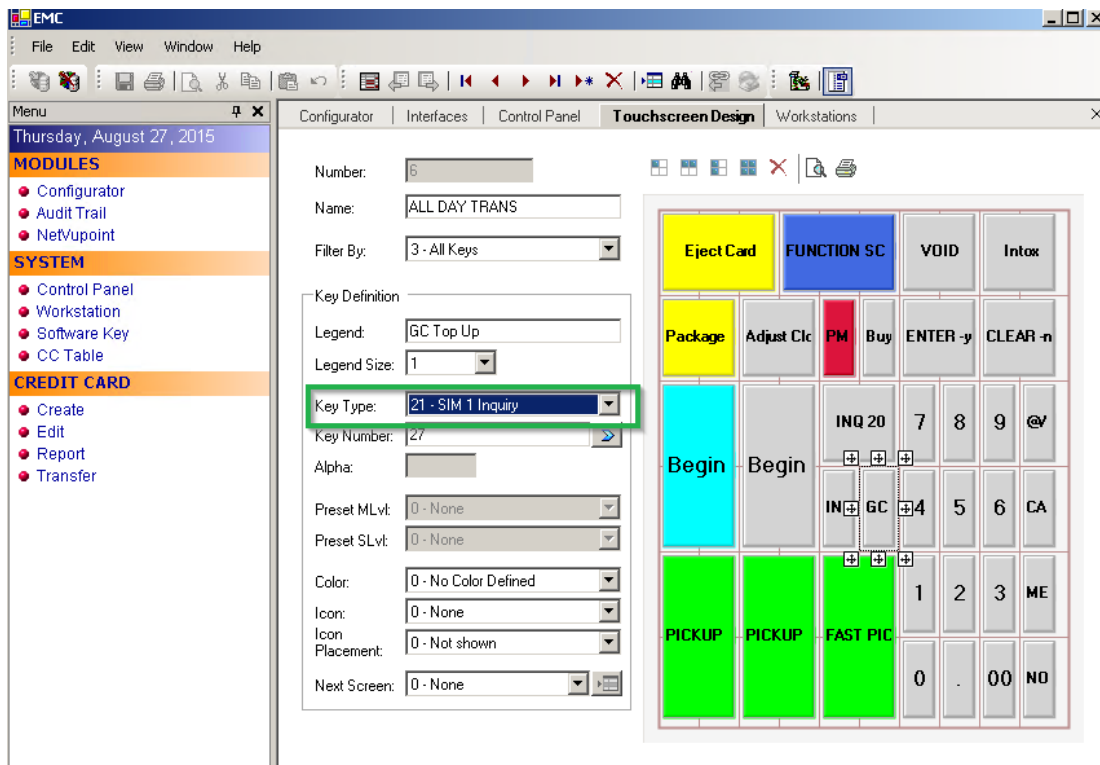 EMC
File Edit View Window Help
Menu
Thursday, August 27, 2015
MODULES
Configurator
Audit Trail
NetVupoint
SYSTEM
Control Panel
Workstation
Software Key
CC Table
CREDIT CARD
Create
Edit
Report
Transfer
Configurator Interfaces Control Panel Touchscreen Design Workstations
Number: 6
Name: ALL DAY TRANS
Filter By: 3 - All Keys
Key Definition
Legend: GC Top Up
Legend Size: 1
Key Type: 21 - SIM 1 Inquiry
Key Number: 27
Alpha:
Preset MLvl: 0 - None
Preset SLvl: 0 - None
Color: 0 - No Color Defined
Icon: 0 - None
Icon Placement: 0 - Not shown
Next Screen: 0 - None
Eject Card FUNCTION SC VOID Intox
Package Adjust Clc PM Buy ENTER -y CLEAR -n
Begin Begin INQ 20 7 8 9 @V
IN GC 4 5 6 CA
PICKUP PICKUP FAST PIC 1 2 3 ME
0 . 00 NO